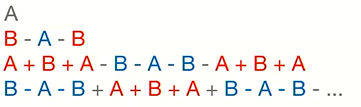 A
B - A - B
A + B + A - B - A - B - A + B + A
B - A - B + A + B + A + B - A - B - ...